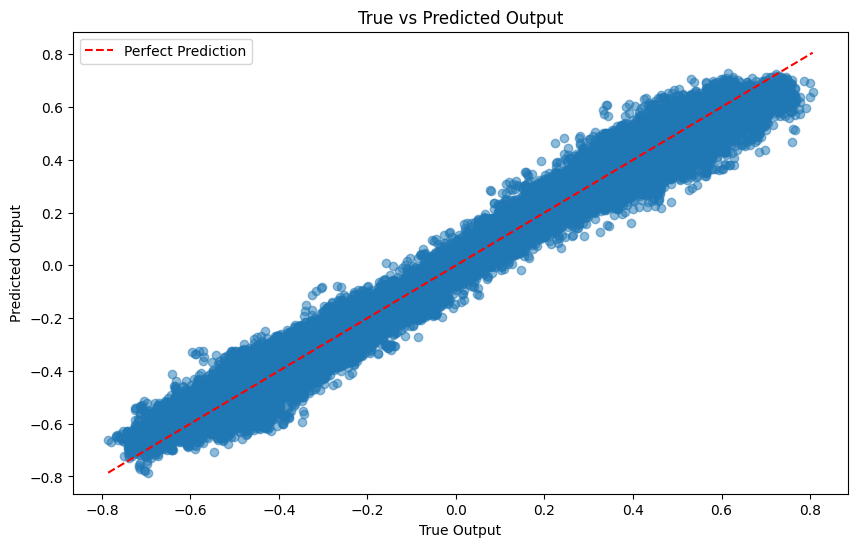 True vs Predicted Output
Perfect Prediction
0.8
0.6
0.4
0.2
0.0
−0.2
−0.4
−0.6
−0.8
Predicted Output
−0.8 −0.6 −0.4 −0.2 0.0 0.2 0.4 0.6 0.8
True Output